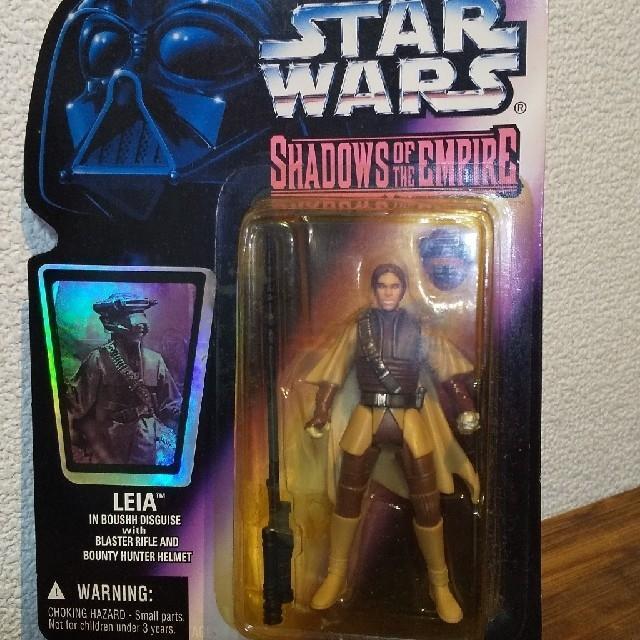 STAR
WARS®
SHADOWS OF THE EMPIRE
LEIA™
IN BOUSHH DISGUISE
with
BLASTER RIFLE AND
BOUNTY HUNTER HELMET
WARNING:
CHOKING HAZARD - Small parts.
Not for children under 3 years.